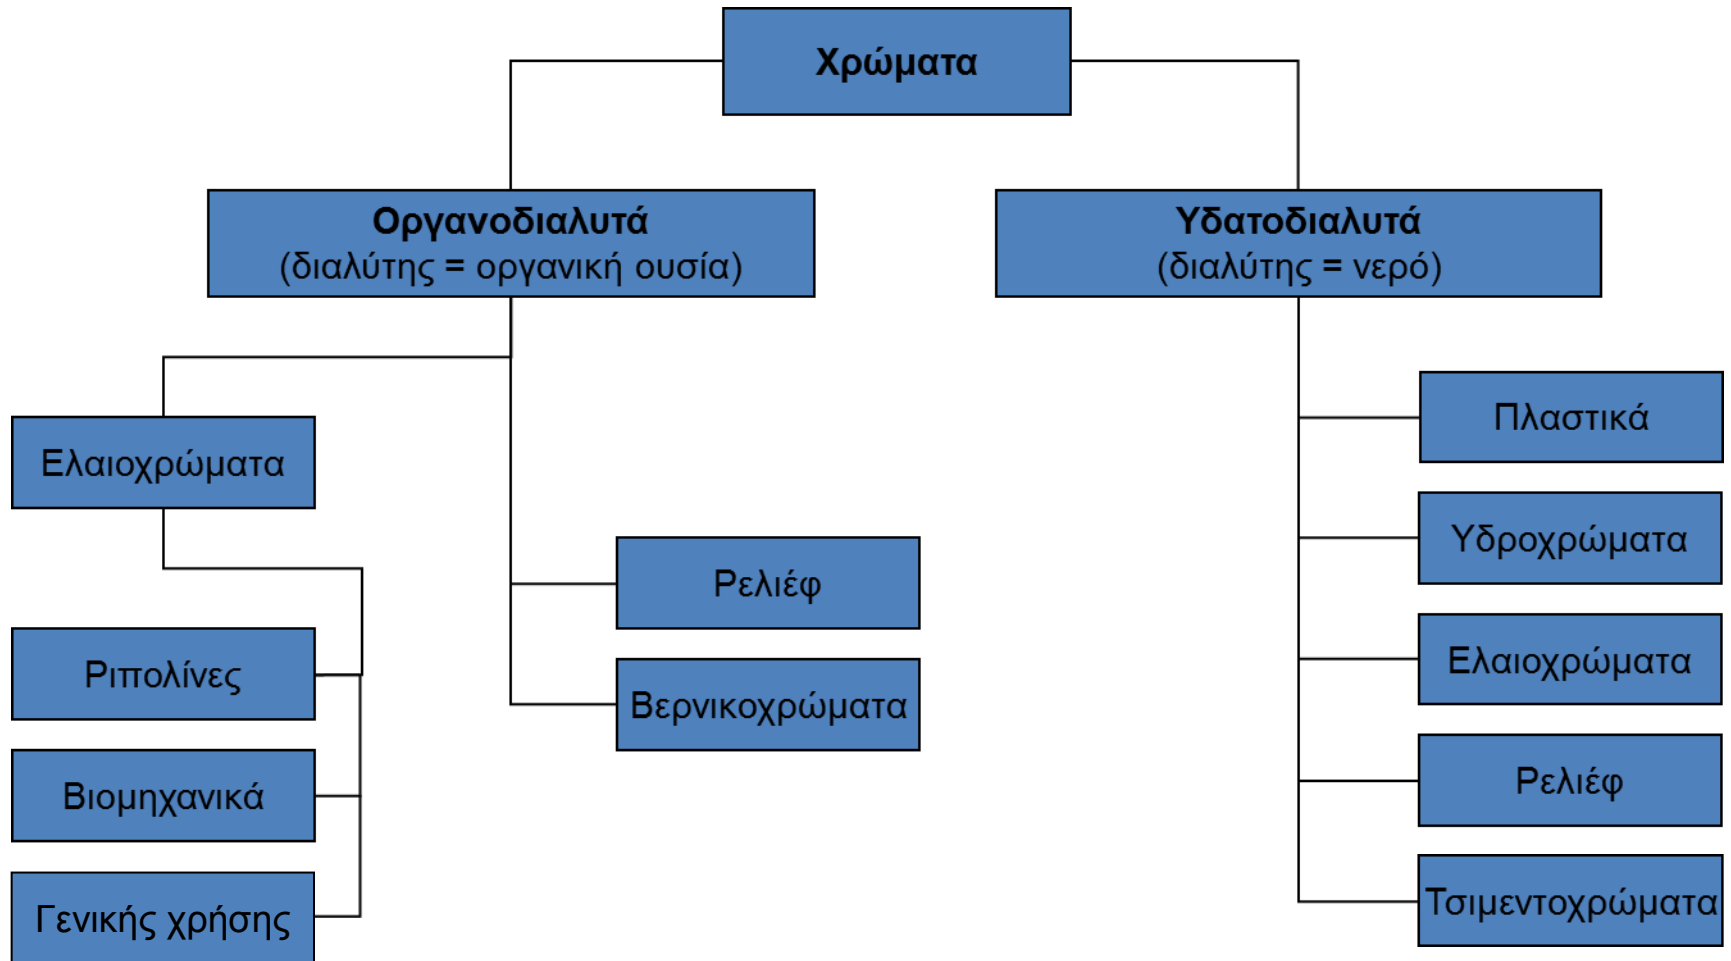 Χρώματα
Οργανοδιαλυτά
(διαλύτης = οργανική ουσία)
Υδατοδιαλυτά
(διαλύτης = νερό)
Ελαιοχρώματα
Ριπολίνες
Βιομηχανικά
Γενικής χρήσης
Ρελιέφ
Βερνικοχρώματα
Πλαστικά
Υδροχρώματα
Ελαιοχρώματα
Ρελιέφ
Τσιμεντοχρώματα